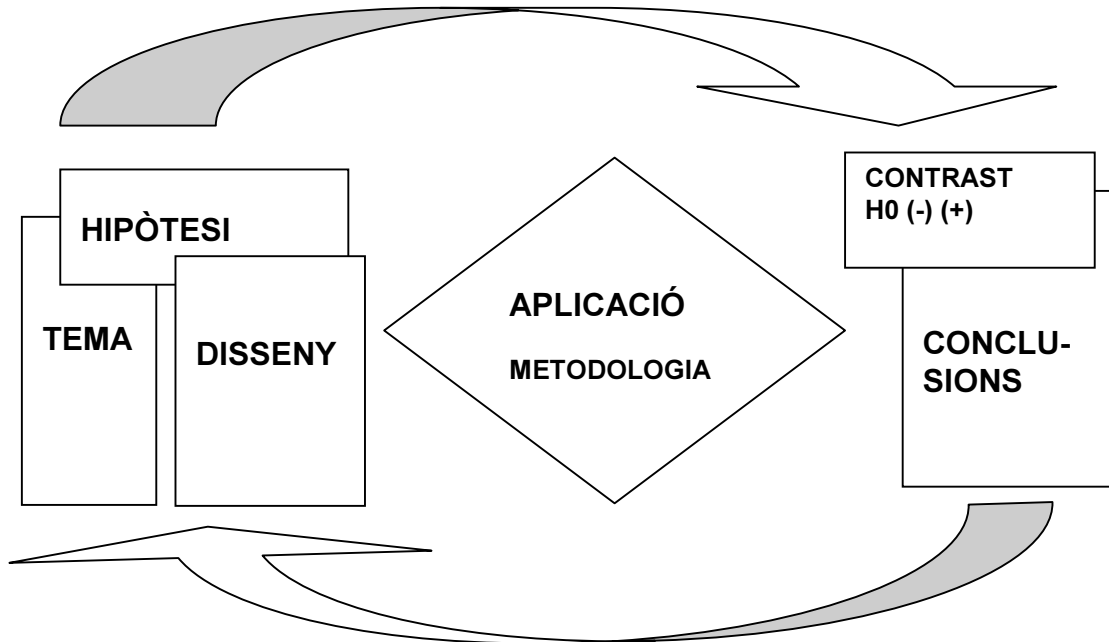 HIPÒTESI
TEMA
DISSENY
APLICACIÓ
METODOLOGIA
CONTRAST
H0 (-) (+)
CONCLU-
SIONS